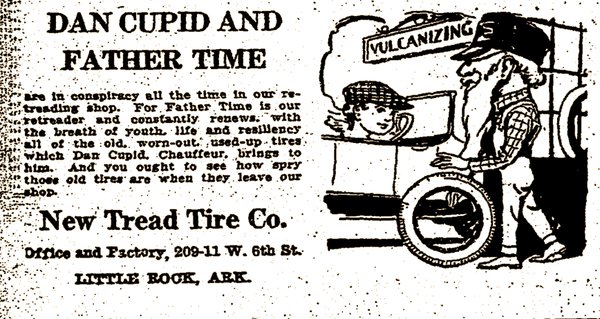 DAN CUPID AND
FATHER TIME
VULCANIZING
are in conspiracy all the time in our re-
treading shop. For Father Time is our
retreader and constantly renews, with
the breath of youth, life and resiliency
all of the old, worn-out, used-up tires
which Dan Cupid, Chauffeur, brings to
him. And you ought to see how spry
those old tires are when they leave our
shop.
New Tread Tire Co.
Office and Factory, 209-11 W. 6th St.
LITTLE ROCK, ARK.